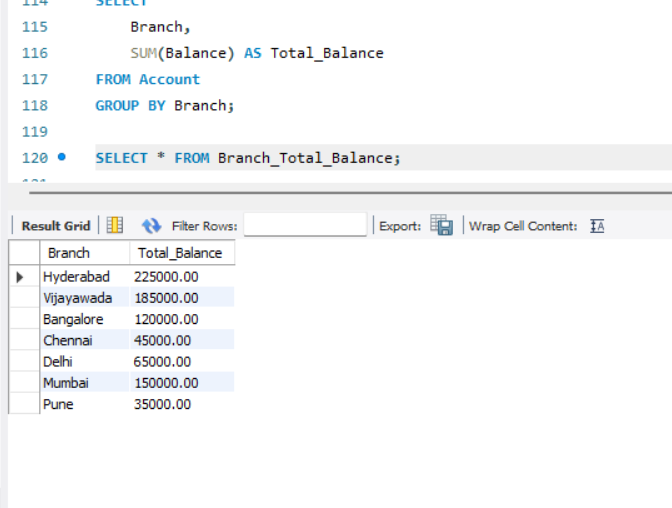 114 SELECT
115 Branch,
116 SUM(Balance) AS Total_Balance
117 FROM Account
118 GROUP BY Branch;
119
120 SELECT * FROM Branch_Total_Balance;
Result Grid Filter Rows: Export: Wrap Cell Content:
Branch Total_Balance
Hyderabad 225000.00
Vijayawada 185000.00
Bangalore 120000.00
Chennai 45000.00
Delhi 65000.00
Mumbai 150000.00
Pune 35000.00